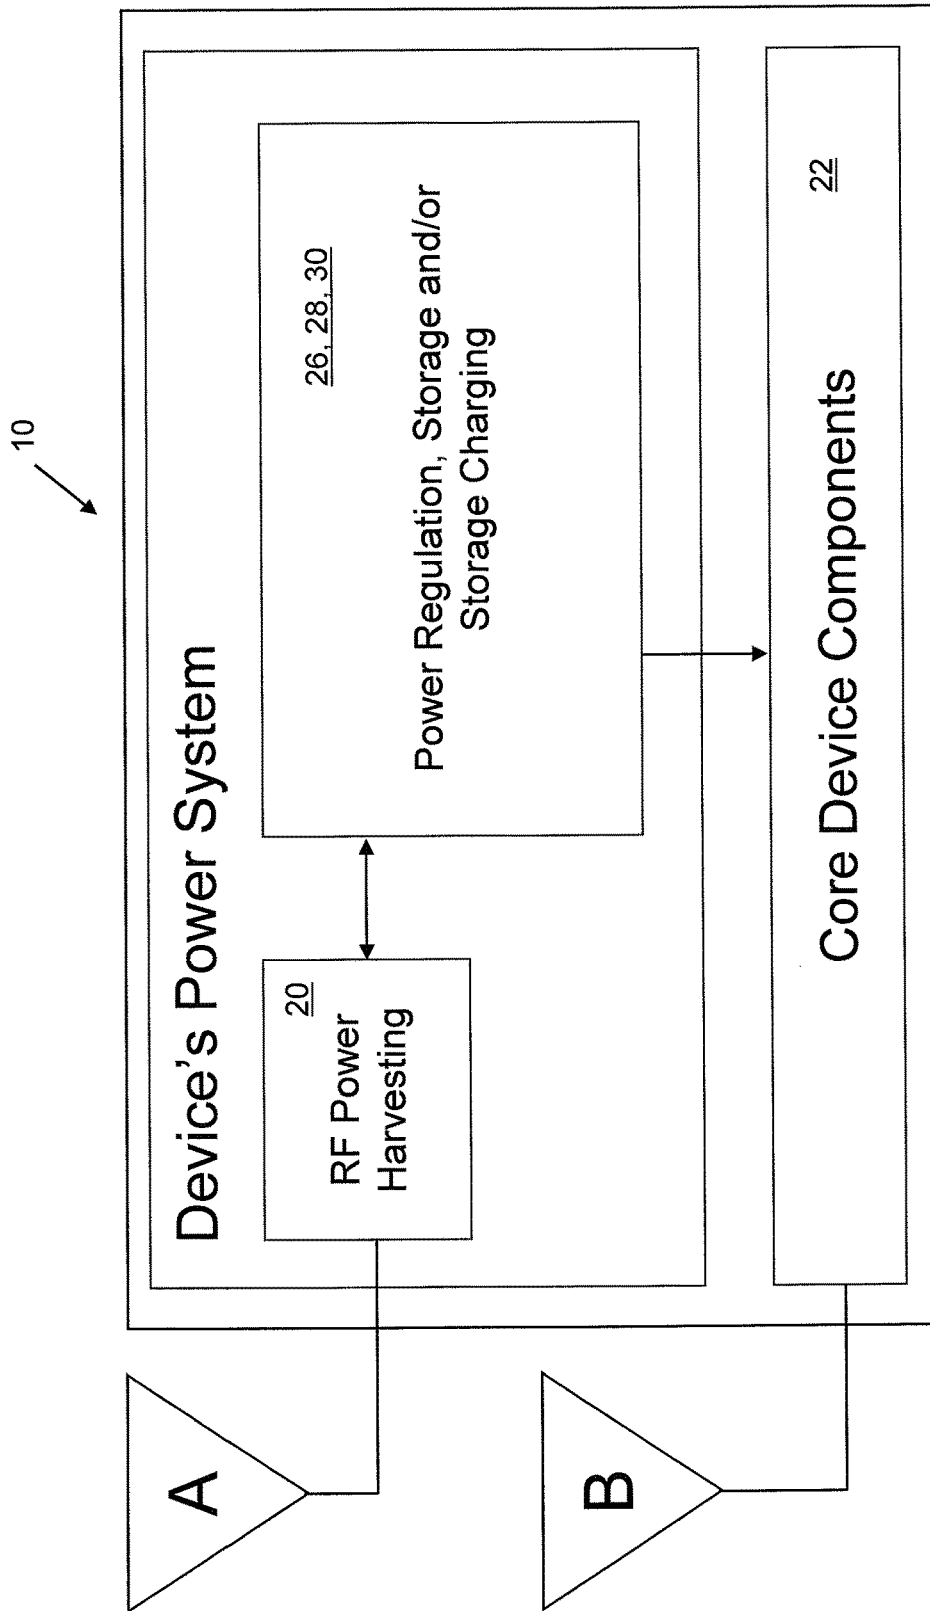 10
Device's Power System
A
20
RF Power
Harvesting
26, 28, 30
Power Regulation, Storage and/or
Storage Charging
B
Core Device Components
22